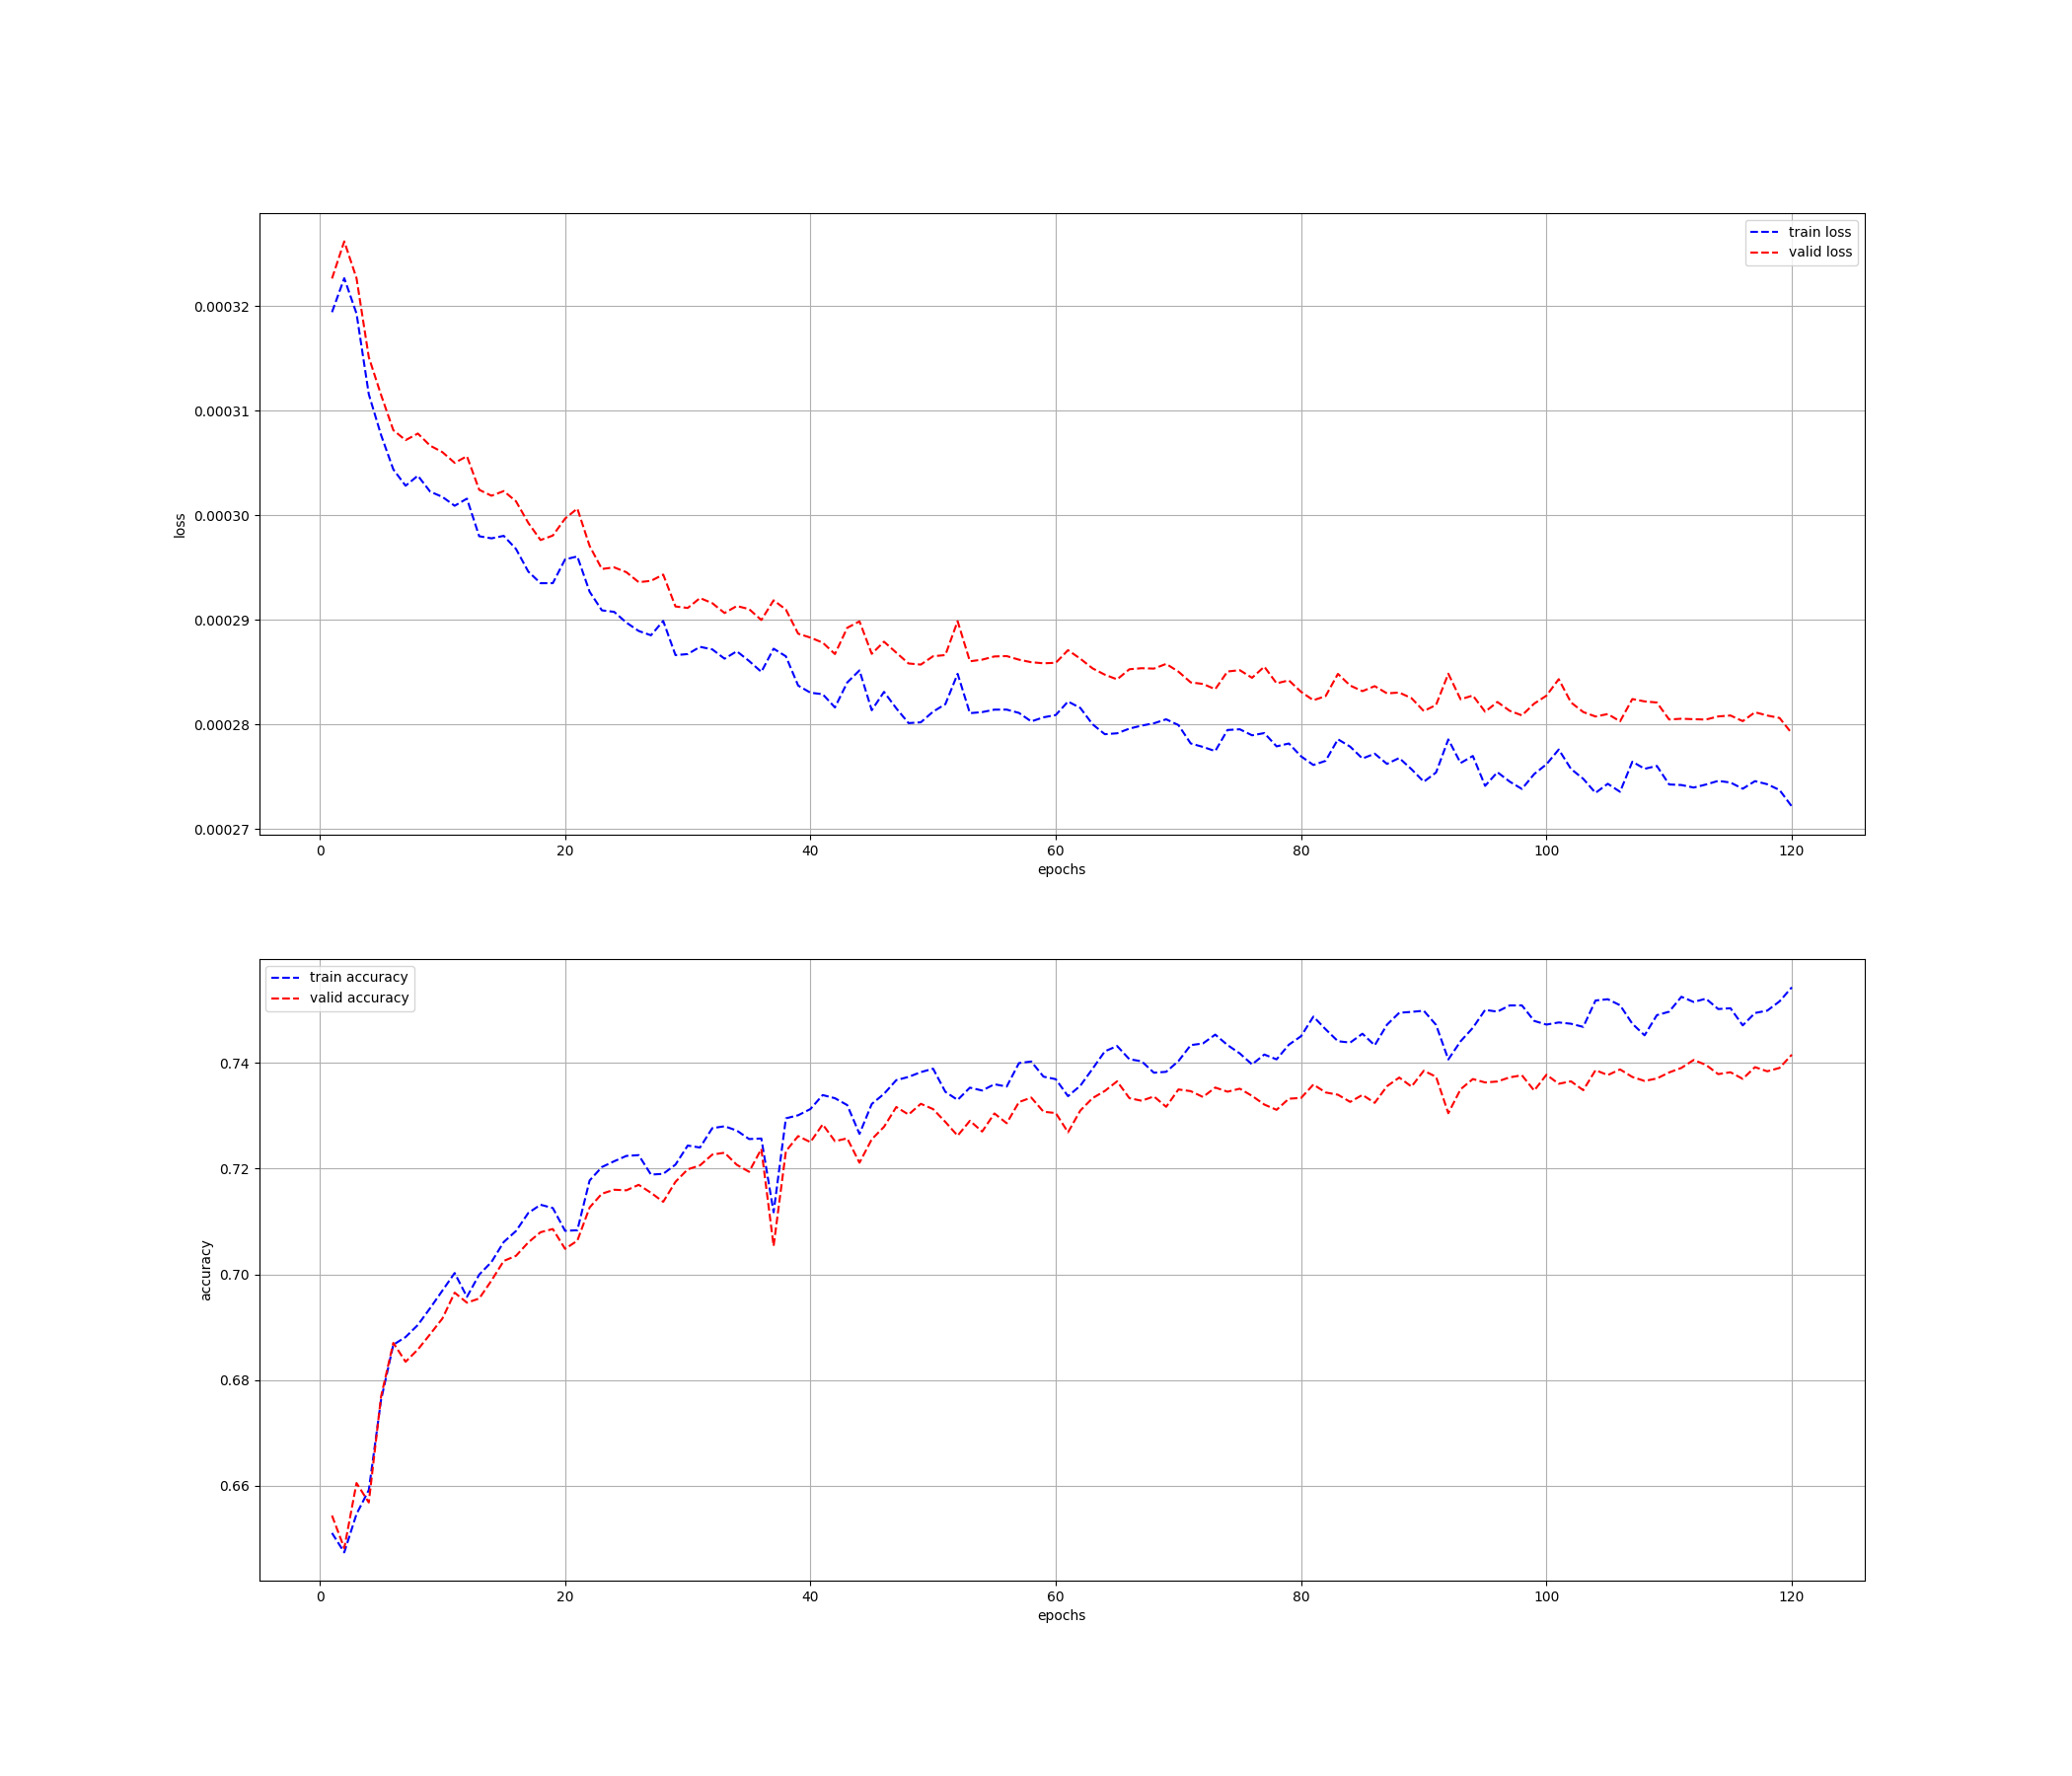 train loss
valid loss
0.00032
0.00031
0.00030
0.00029
0.00028
0.00027
loss
0 20 40 60 80 100 120
epochs
train accuracy
valid accuracy
0.74
0.72
0.70
0.68
0.66
accuracy
0 20 40 60 80 100 120
epochs